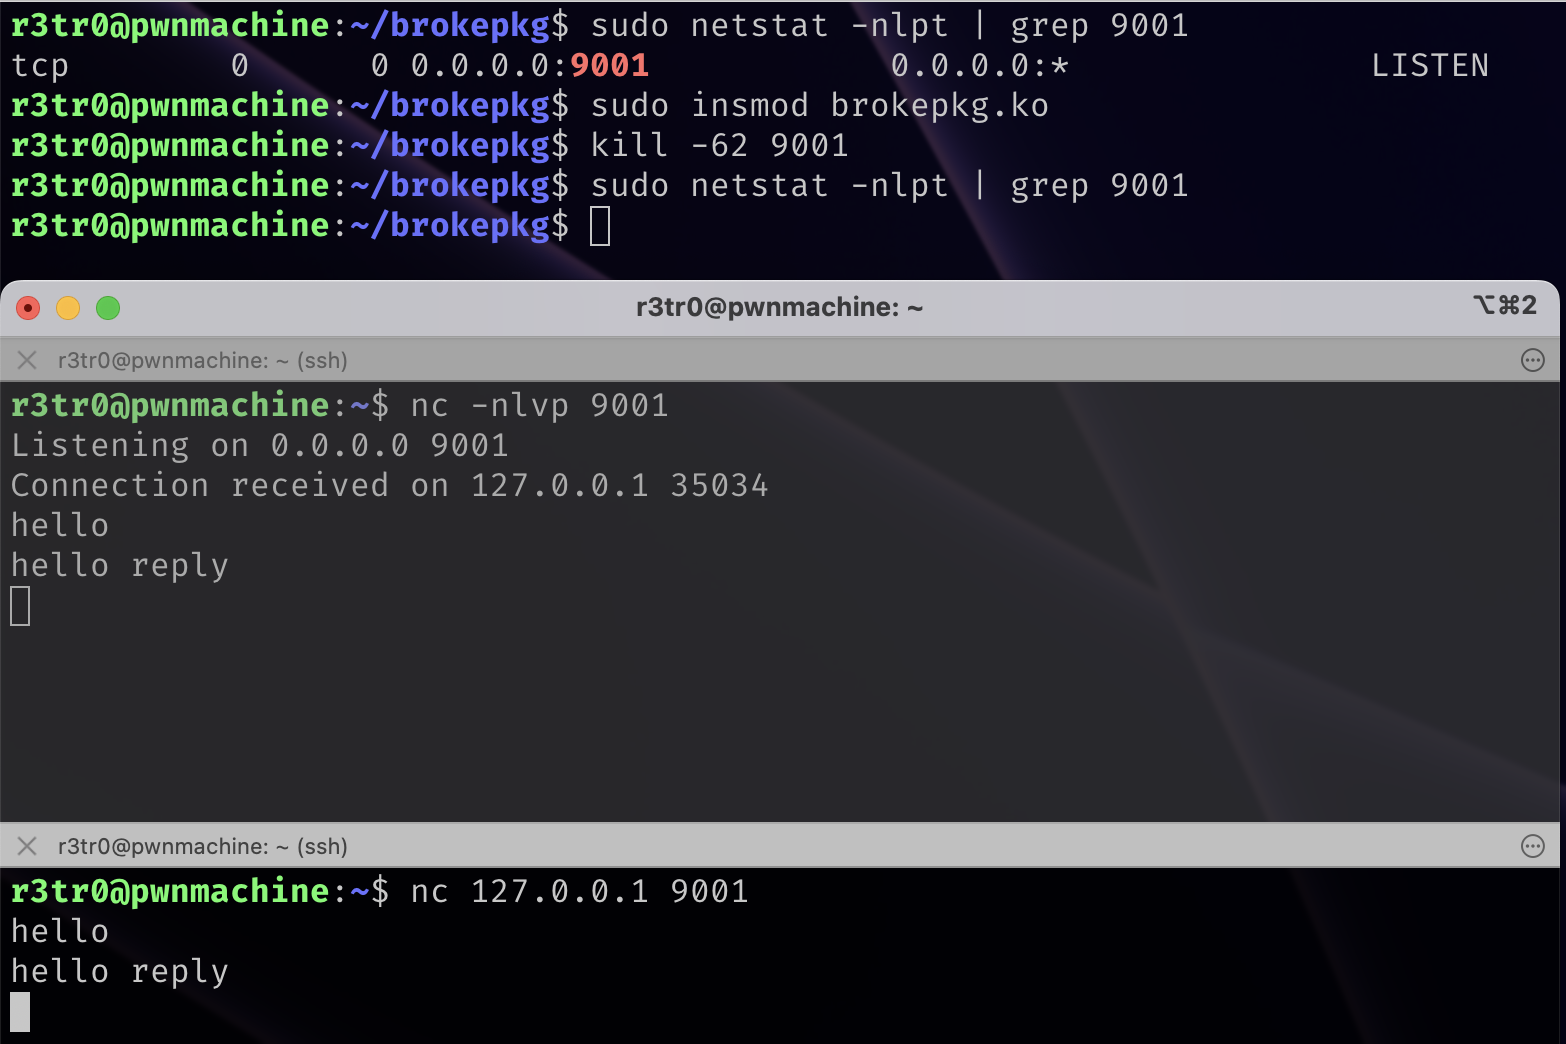 r3tr0@pwnmachine:~/brokepkg$ sudo netstat -nlpt | grep 9001
tcp        0      0 0.0.0.0:9001            0.0.0.0:*               LISTEN
r3tr0@pwnmachine:~/brokepkg$ sudo insmod brokepkg.ko
r3tr0@pwnmachine:~/brokepkg$ kill -62 9001
r3tr0@pwnmachine:~/brokepkg$ sudo netstat -nlpt | grep 9001
r3tr0@pwnmachine:~/brokepkg$
r3tr0@pwnmachine: ~ ⌥⌘2
r3tr0@pwnmachine: ~ (ssh)
r3tr0@pwnmachine:~$ nc -nlvp 9001
Listening on 0.0.0.0 9001
Connection received on 127.0.0.1 35034
hello
hello reply
r3tr0@pwnmachine: ~ (ssh)
r3tr0@pwnmachine:~$ nc 127.0.0.1 9001
hello
hello reply